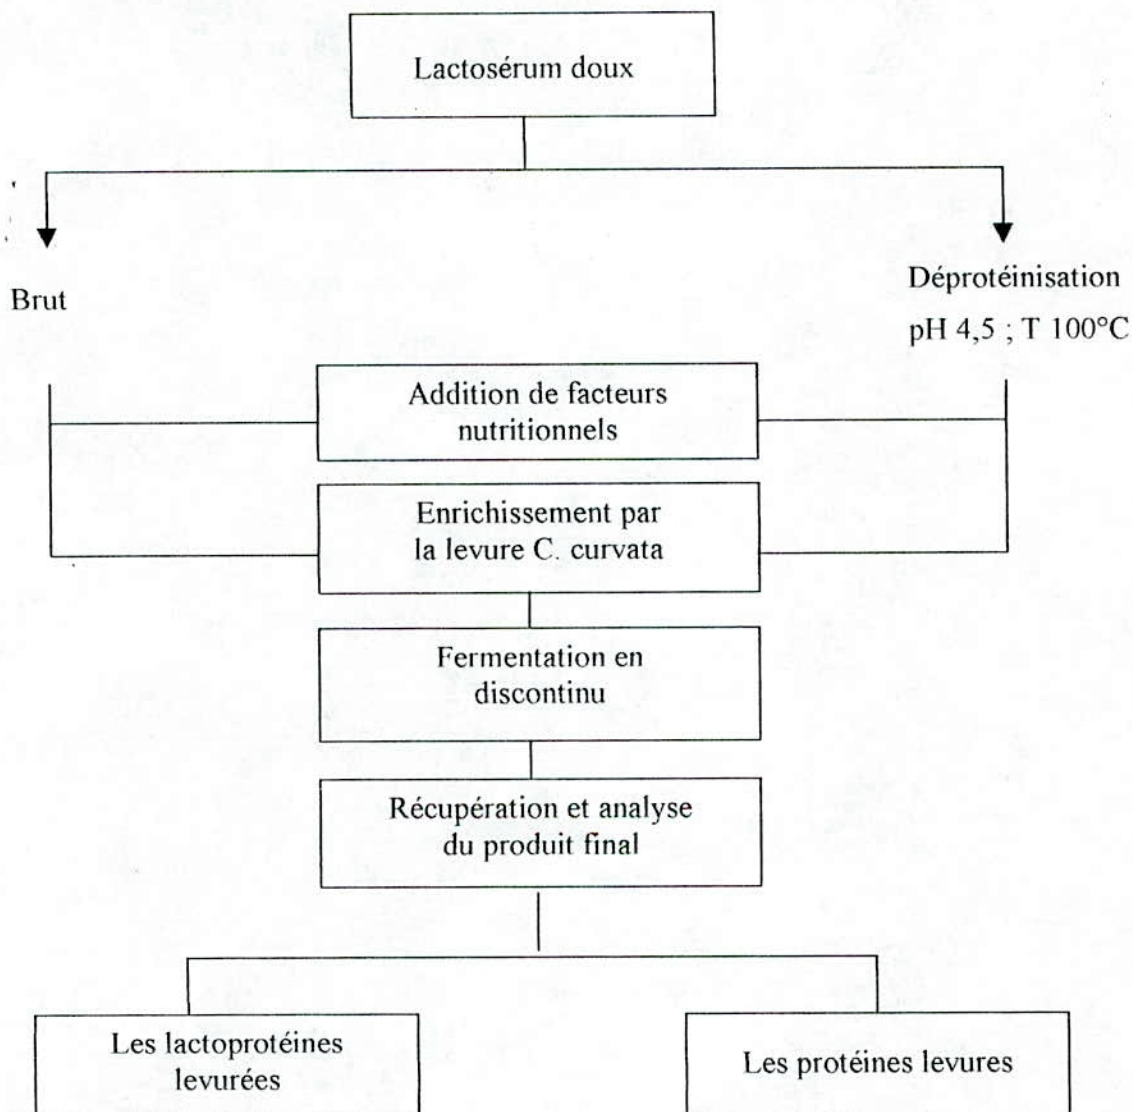 Lactosérum doux
Brut
Déprotéinisation
pH 4,5 ; T 100°C
Addition de facteurs
nutritionnels
Enrichissement par
la levure C. curvata
Fermentation en
discontinu
Récupération et analyse
du produit final
Les lactoprotéines
levurées
Les protéines levures